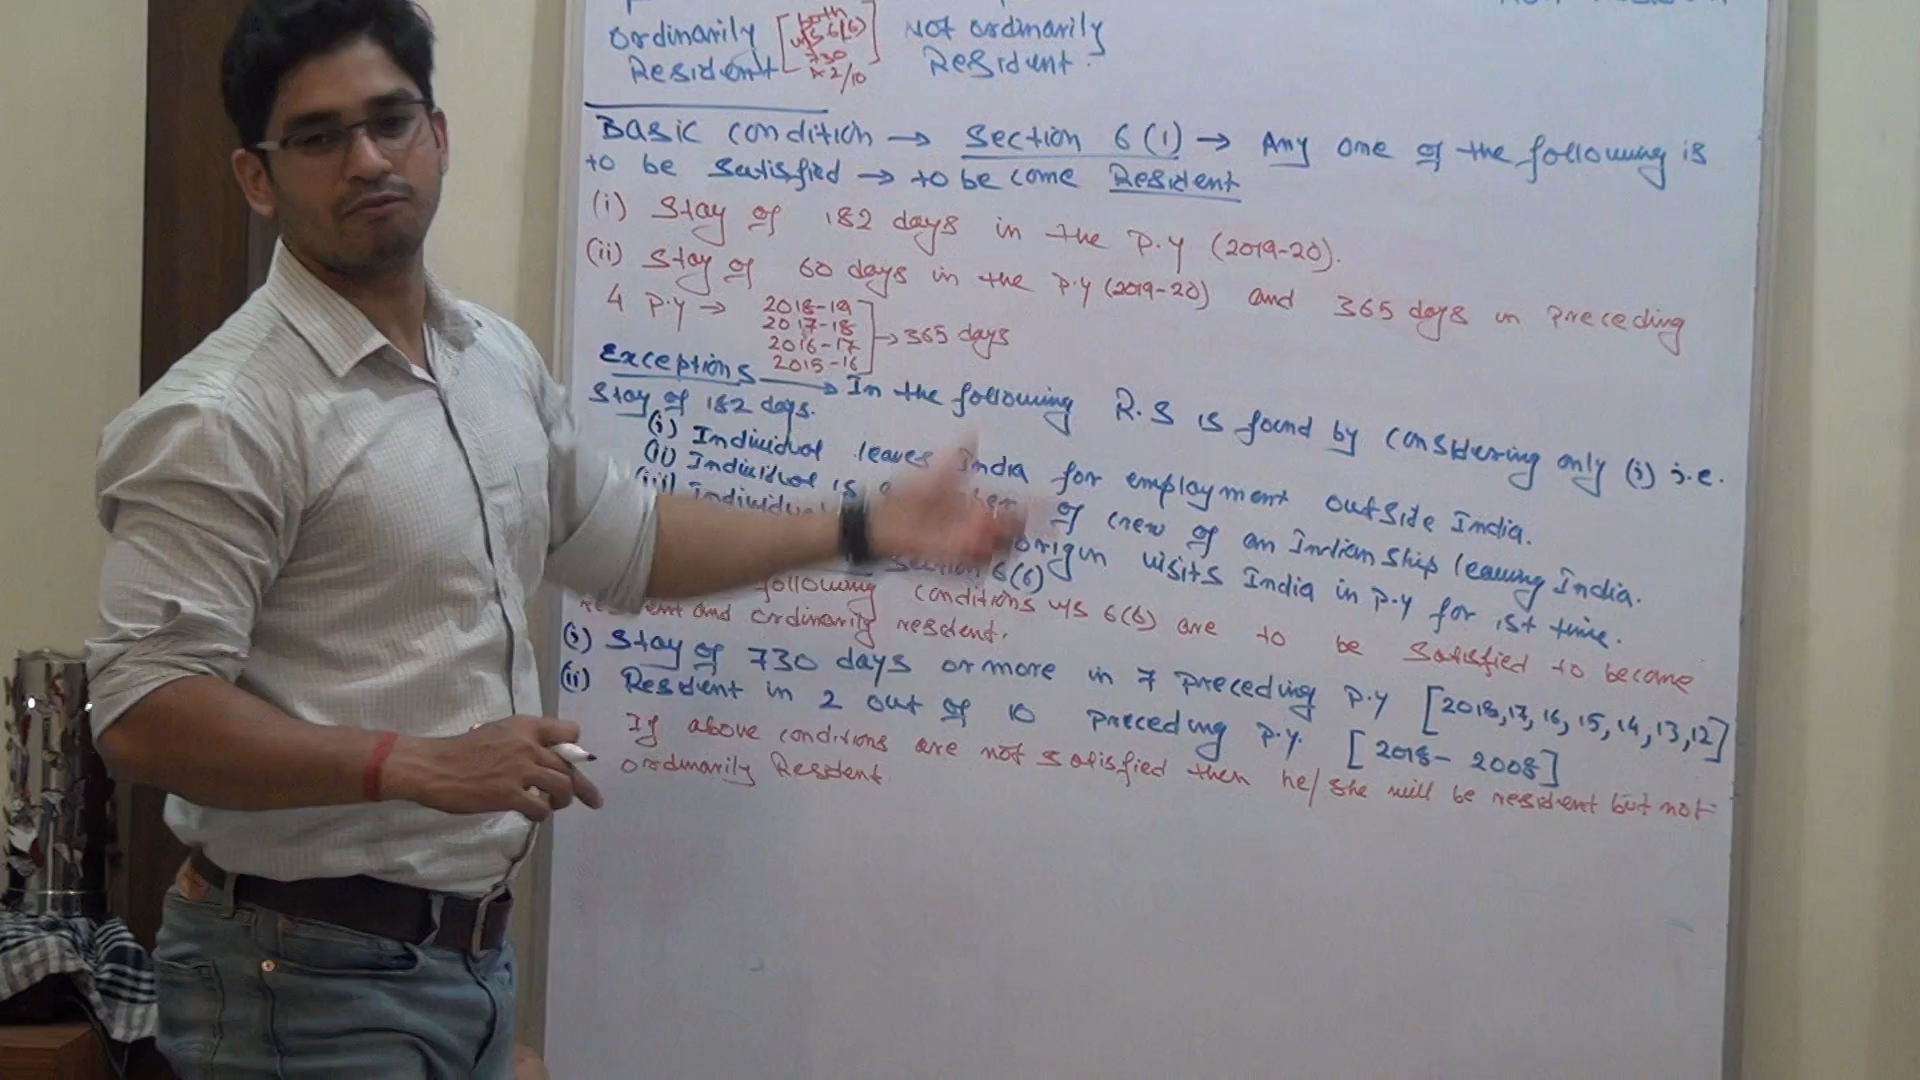 ordinarily [both u/s 6(6) 730 & 2/10] Not ordinarily
Resident Resident.
Basic condition → Section 6(1) → Any one of the following is
to be satisfied → to become Resident
(i) Stay of 182 days in the P.Y (2019-20).
(ii) Stay of 60 days in the P.Y (2019-20) and 365 days in preceding
4 P.Y → 2018-19
2017-18
2016-17
2015-16
→ 365 days
Exceptions → In the following R.S is found by considering only (i) i.e.
Stay of 182 days.
(i) Individual leaves India for employment outside India.
(ii) Individual is of crew of an Indian ship leaving India.
(iii) Individual origin visits India in P.Y for 1st time.
Section 6(6)
following conditions u/s 6(6) are to be satisfied to become
Resident and ordinarily resident.
(i) Stay of 730 days or more in 7 preceding P.Y [2018,17,16,15,14,13,12]
(ii) Resident in 2 out of 10 preceding P.Y. [2018- 2008]
If above conditions are not satisfied then he/she will be resident but not
ordinarily Resident.